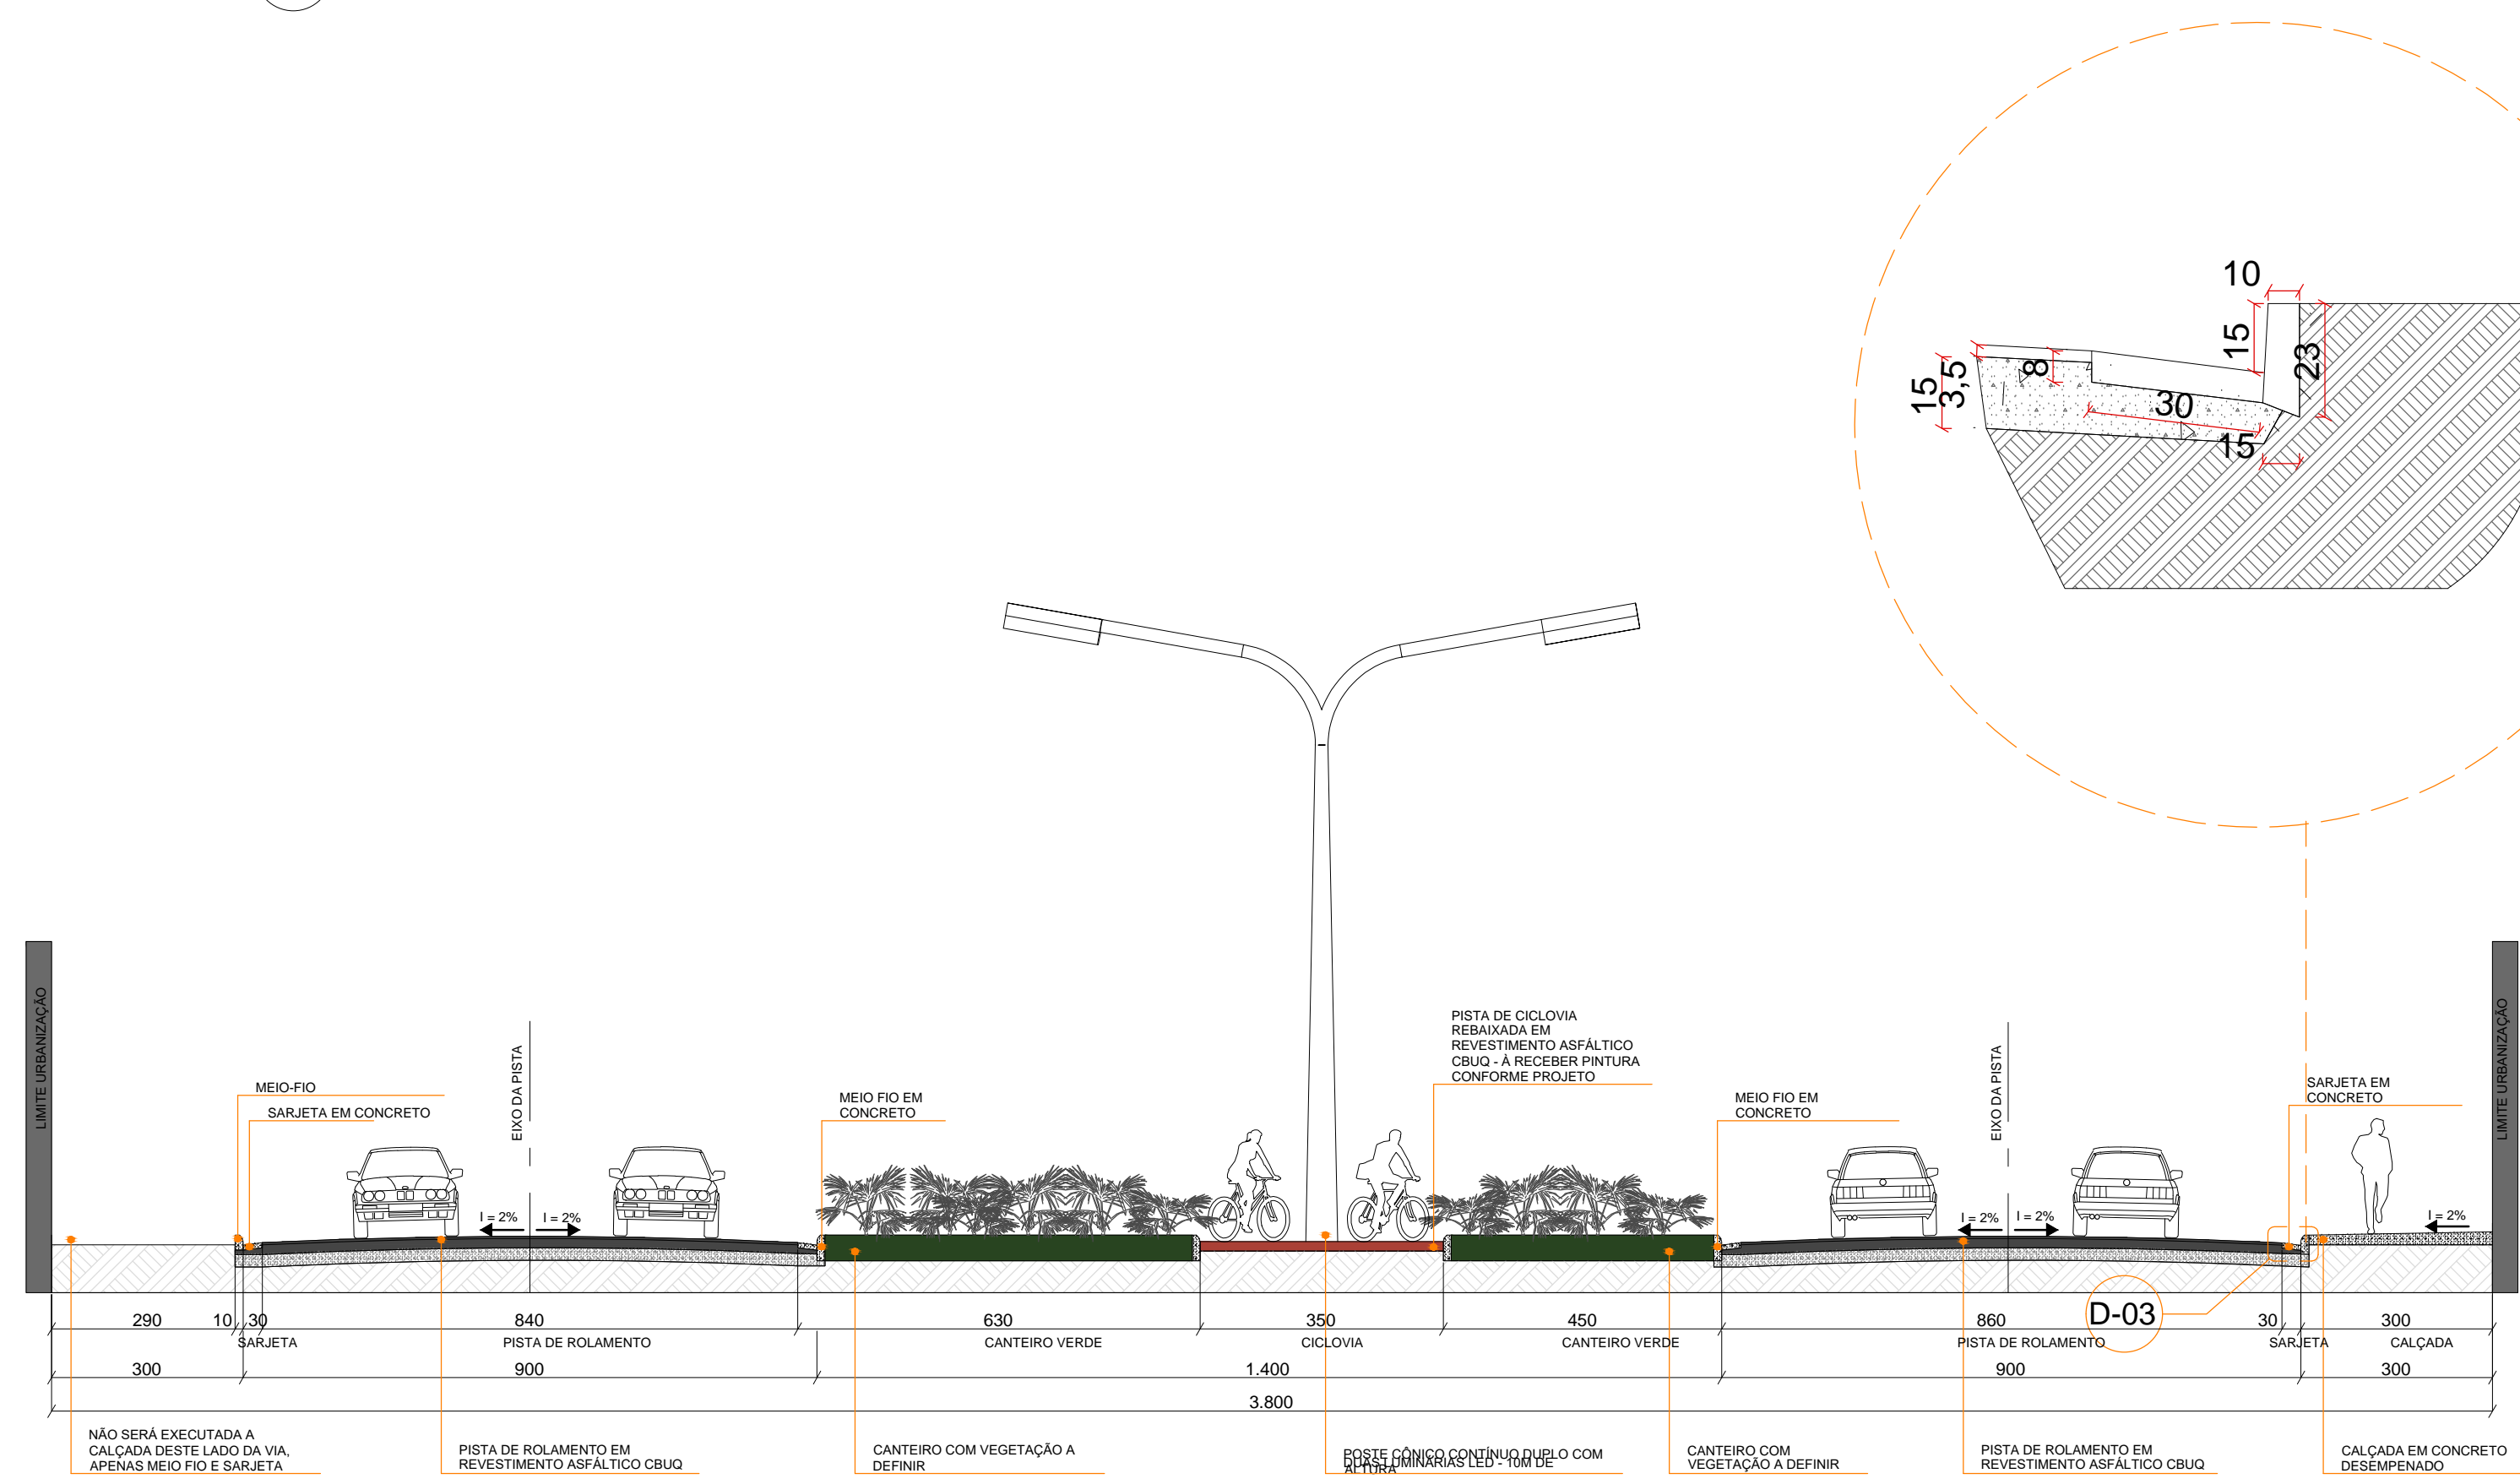 10
15
23
8
15
3,5
30
15
LIMITE URBANIZAÇÃO
MEIO-FIO
SARJETA EM CONCRETO
EIXO DA PISTA
I = 2%
I = 2%
MEIO FIO EM
CONCRETO
PISTA DE CICLOVIA
REBAIXADA EM
REVESTIMENTO ASFÁLTICO
CBUQ - À RECEBER PINTURA
CONFORME PROJETO
MEIO FIO EM
CONCRETO
EIXO DA PISTA
I = 2%
I = 2%
SARJETA EM
CONCRETO
I = 2%
LIMITE URBANIZAÇÃO
D-03
290 10 30 840 630 350 450 860 30 300
SARJETA PISTA DE ROLAMENTO CANTEIRO VERDE CICLOVIA CANTEIRO VERDE PISTA DE ROLAMENTO SARJETA CALÇADA
300 900 1.400 900 300
3.800
NÃO SERÁ EXECUTADA A
CALÇADA DESTE LADO DA VIA,
APENAS MEIO FIO E SARJETA
PISTA DE ROLAMENTO EM
REVESTIMENTO ASFÁLTICO CBUQ
CANTEIRO COM VEGETAÇÃO A
DEFINIR
POSTE CÔNICO CONTÍNUO DUPLO COM
DUAS LUMINÁRIAS LED - 10M DE
ALTURA
CANTEIRO COM
VEGETAÇÃO A DEFINIR
PISTA DE ROLAMENTO EM
REVESTIMENTO ASFÁLTICO CBUQ
CALÇADA EM CONCRETO
DESEMPENADO